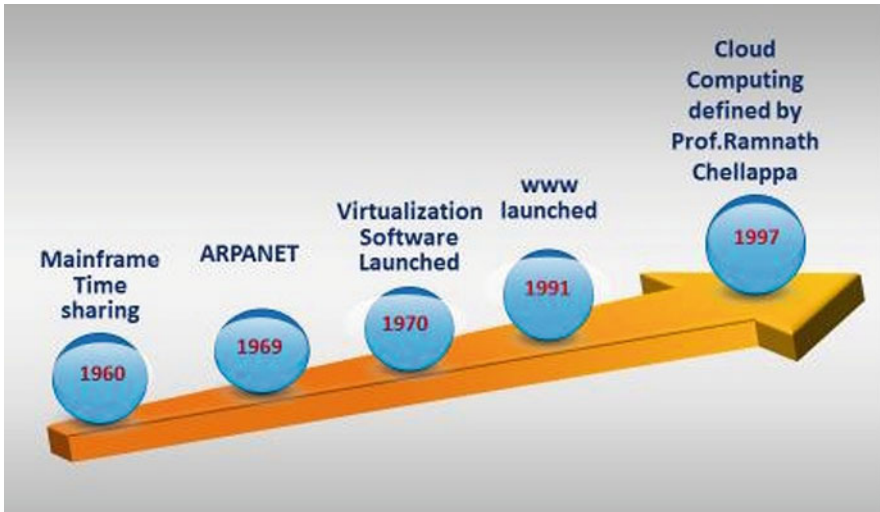 Mainframe
Time
sharing
1960
ARPANET
1969
Virtualization
Software
Launched
1970
www
launched
1991
Cloud
Computing
defined by
Prof.Ramnath
Chellappa
1997